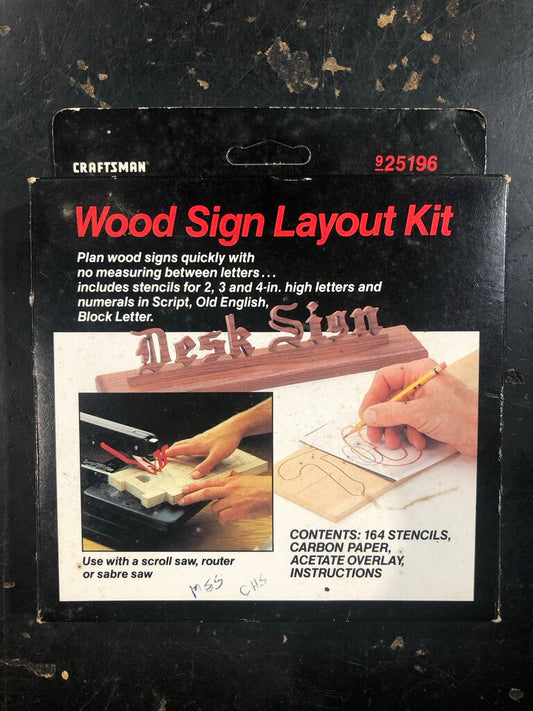 CRAFTSMAN
925196
Wood Sign Layout Kit
Plan wood signs quickly with
no measuring between letters...
includes stencils for 2, 3 and 4-in. high letters and
numerals in Script, Old English,
Block Letter.
Desk Sign
Use with a scroll saw, router
or sabre saw
CONTENTS: 164 STENCILS,
CARBON PAPER,
ACETATE OVERLAY,
INSTRUCTIONS
MES
CHS